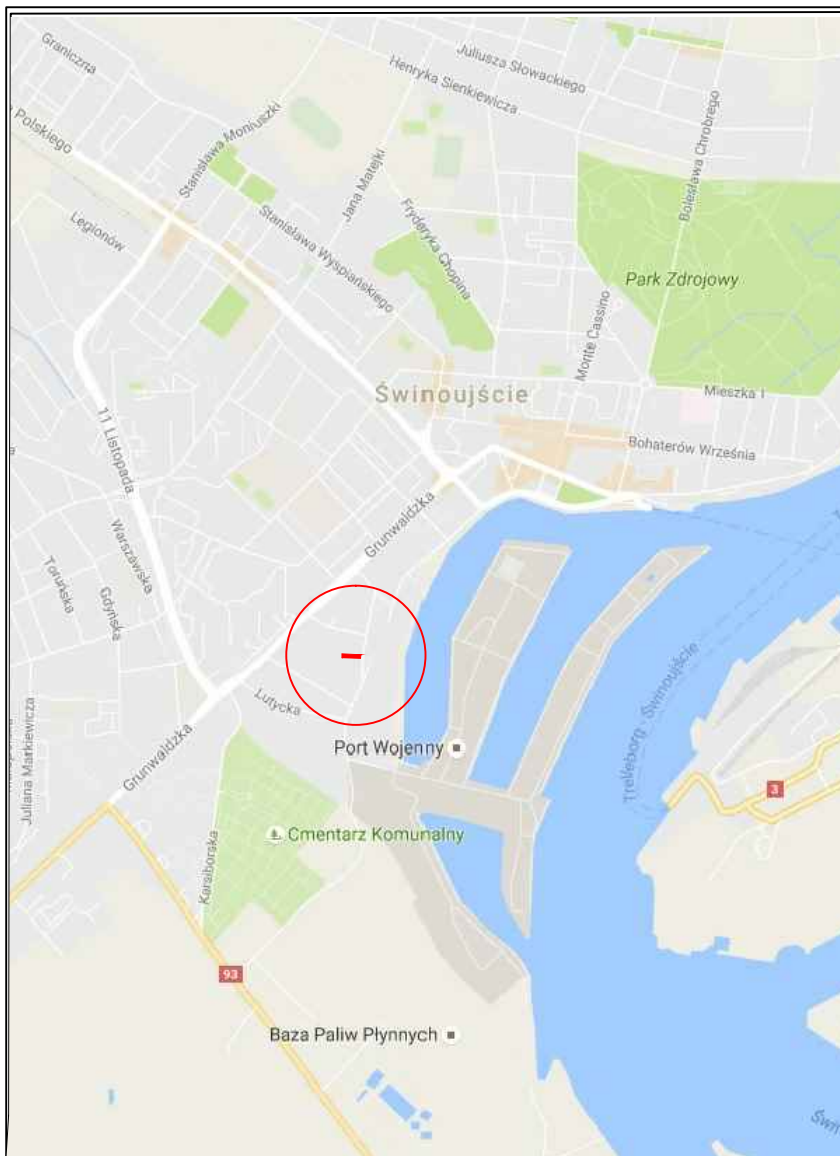 Graniczna
Juliusza Słowackiego
Henryka Sienkiewicza
Polskiego
Stanisława Moniuszki
Jana Matejki
Bolesława Chrobrego
Legionów
Stanisława Wyspiańskiego
Fryderyka Chopina
Park Zdrojowy
Monte Cassino
Świnoujście
Mieszka I
11 Listopada
Bohaterów Września
Grunwaldzka
Warszawska
Toruńska
Gdyńska
Lutycka
Trelleborg - Świnoujście
Juliana Markiewicza
Grunwaldzka
Port Wojenny
3
Karsiborska
Cmentarz Komunalny
93
Baza Paliw Płynnych